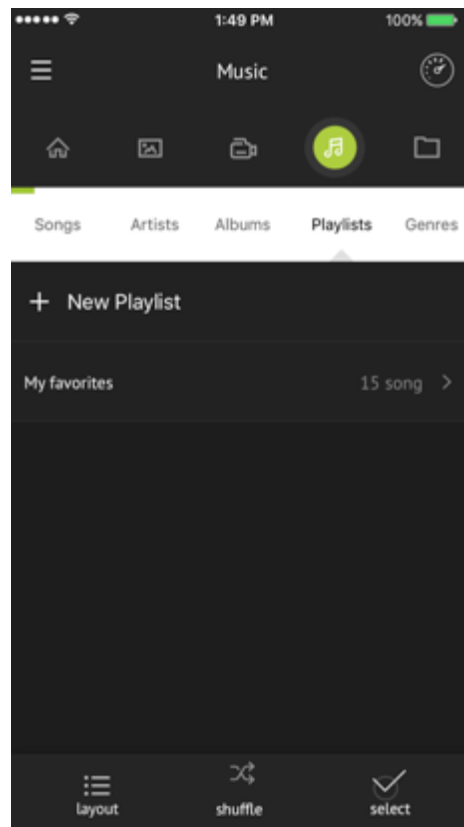 1:49 PM 100%
Music
Songs Artists Albums Playlists Genres
+ New Playlist
My favorites 15 song >
layout shuffle select